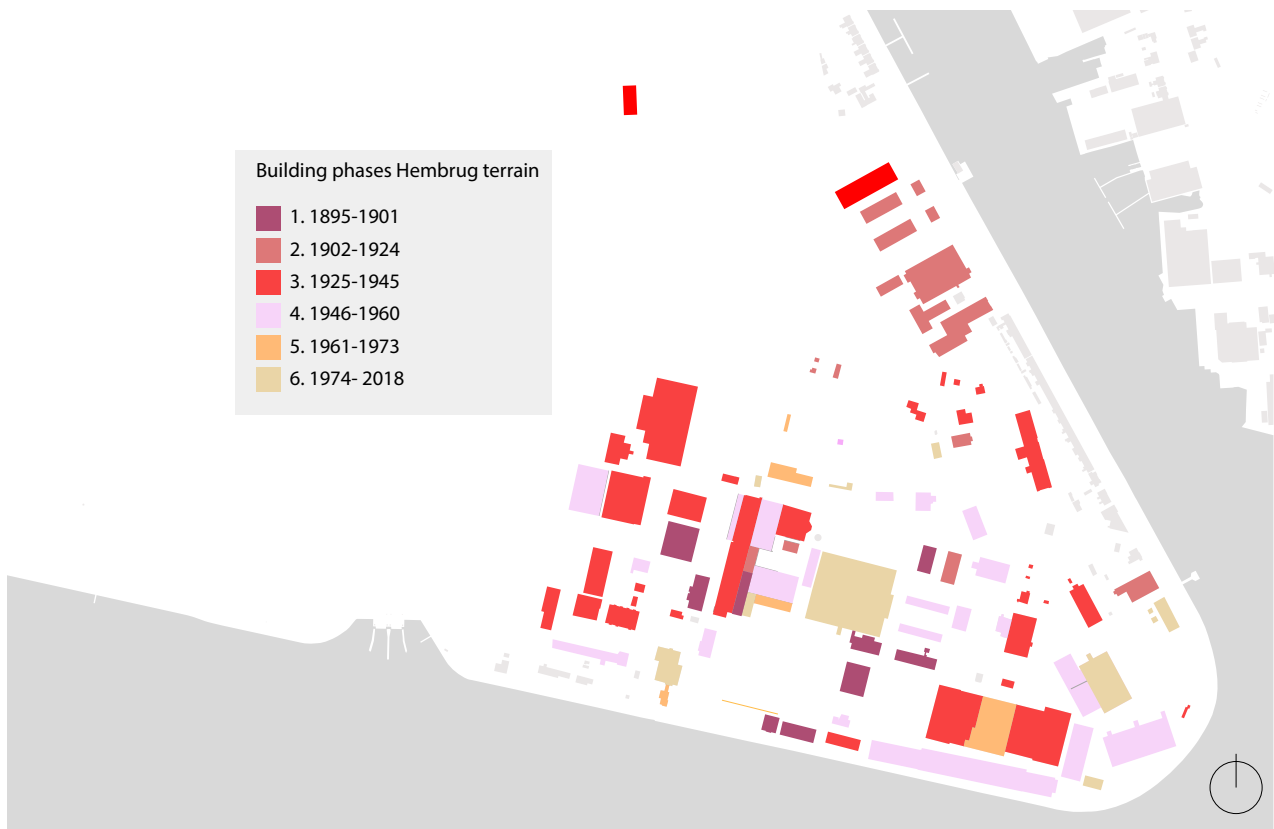 Building phases Hembrug terrain
1. 1895-1901
2. 1902-1924
3. 1925-1945
4. 1946-1960
5. 1961-1973
6. 1974- 2018